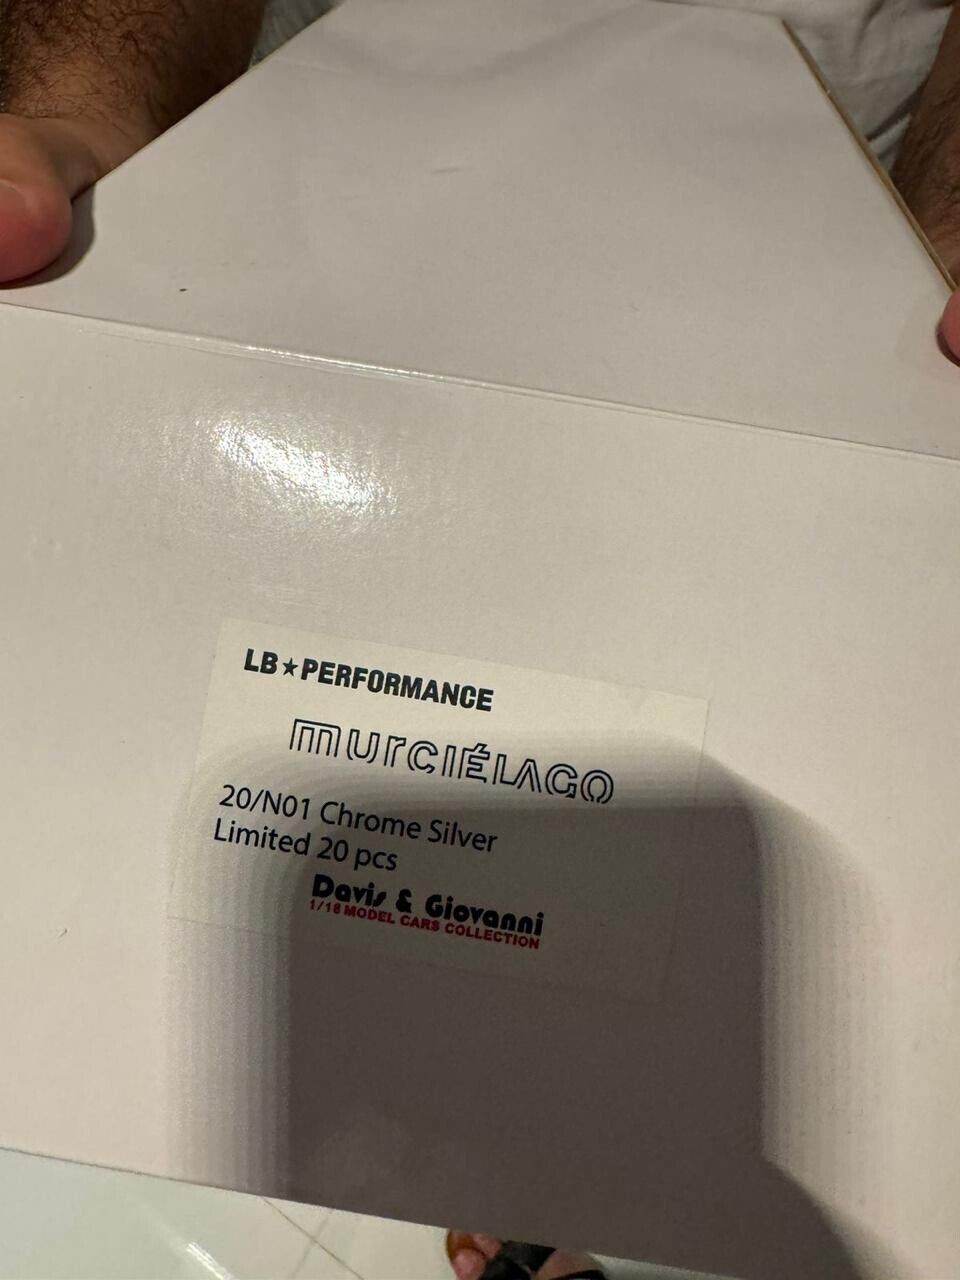 LB★PERFORMANCE
murciÉLAGO
20/N01 Chrome Silver
Limited 20 pcs
Davis & Giovanni
1/18 MODEL CARS COLLECTION